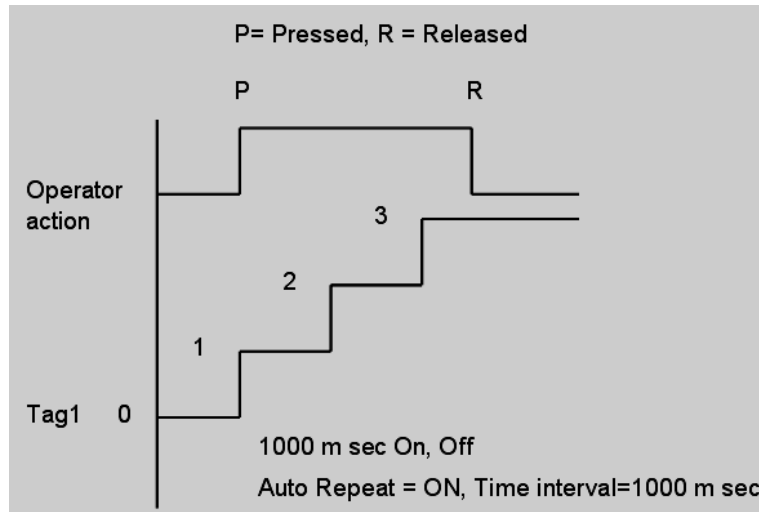 P= Pressed, R = Released
P
R
Operator
action
3
2
1
Tag1 0
1000 m sec On, Off
Auto Repeat = ON, Time interval=1000 m sec